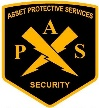 ASSET PROTECTIVE SERVICES
A
P S
SECURITY